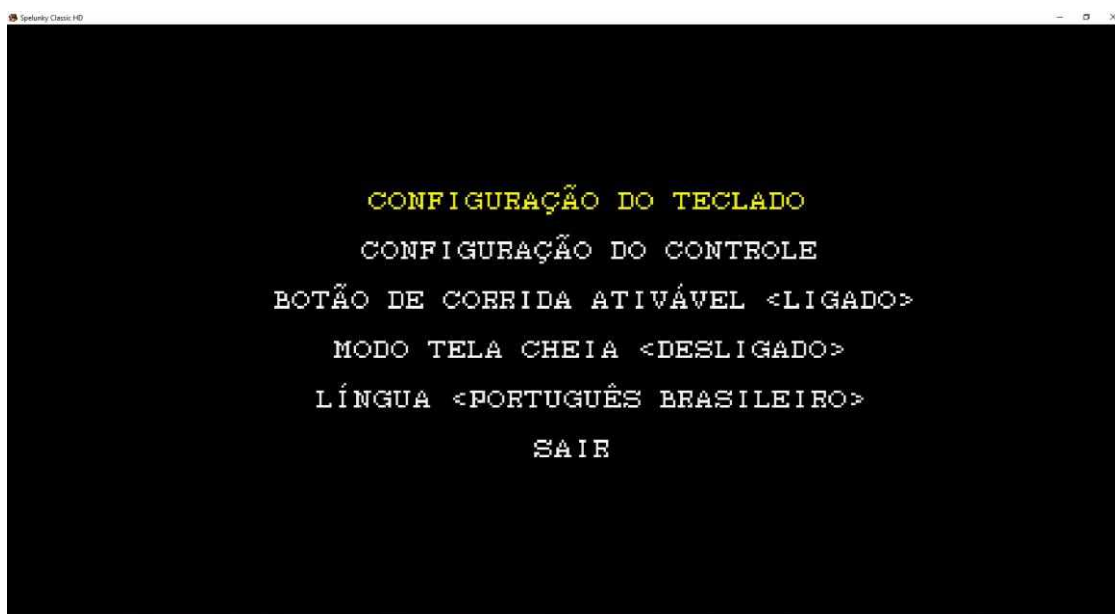 Spelunky Classic HD
CONFIGURAÇÃO DO TECLADO
CONFIGURAÇÃO DO CONTROLE
BOTÃO DE CORRIDA ATIVÁVEL <LIGADO>
MODO TELA CHEIA <DESLIGADO>
LÍNGUA <PORTUGUÊS BRASILEIRO>
SAIR